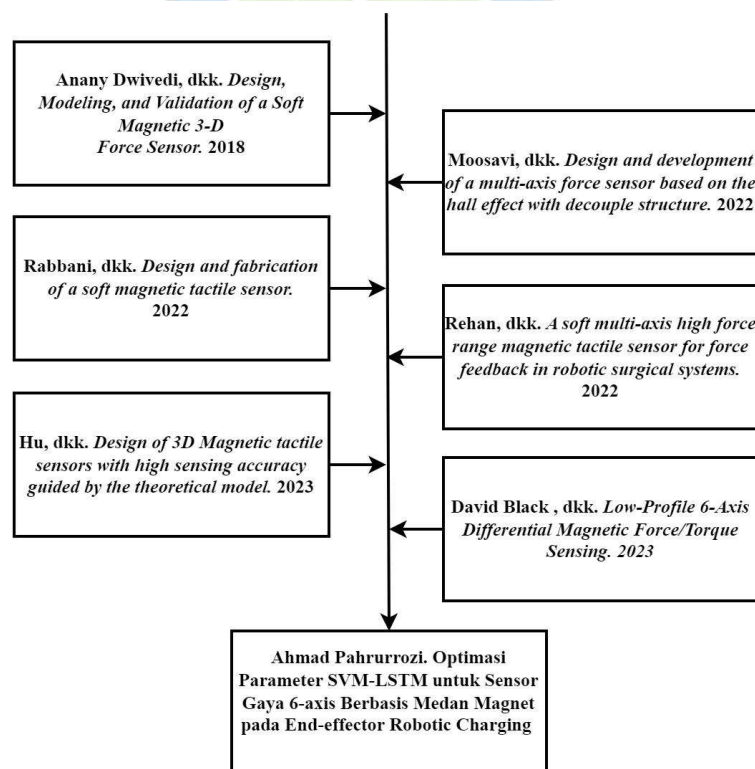 Anany Dwivedi, dkk. Design,
Modeling, and Validation of a Soft
Magnetic 3-D
Force Sensor. 2018
Moosavi, dkk. Design and development
of a multi-axis force sensor based on the
hall effect with decouple structure. 2022
Rabbani, dkk. Design and fabrication
of a soft magnetic tactile sensor.
2022
Rehan, dkk. A soft multi-axis high force
range magnetic tactile sensor for force
feedback in robotic surgical systems.
2022
Hu, dkk. Design of 3D Magnetic tactile
sensors with high sensing accuracy
guided by the theoretical model. 2023
David Black , dkk. Low-Profile 6-Axis
Differential Magnetic Force/Torque
Sensing. 2023
Ahmad Pahrurrozi. Optimasi
Parameter SVM-LSTM untuk Sensor
Gaya 6-axis Berbasis Medan Magnet
pada End-effector Robotic Charging